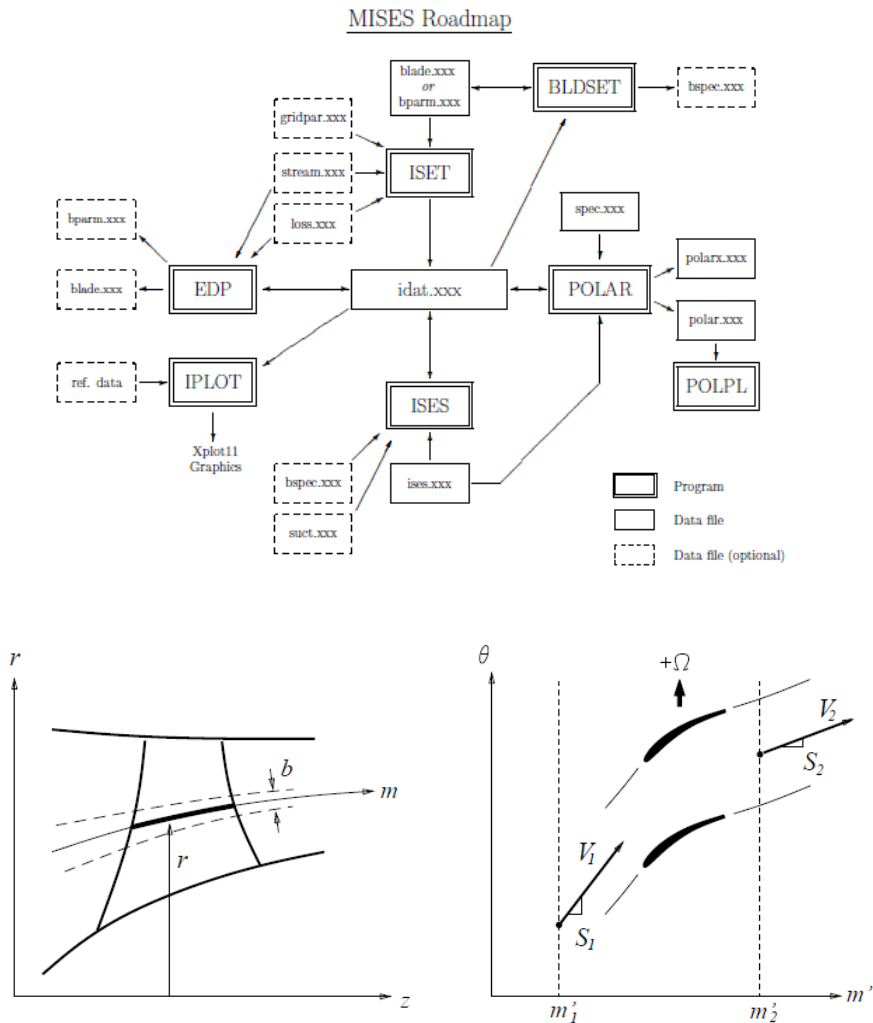 MISES Roadmap
blade.xxx
or
bparm.xxx
BLDSET
bspec.xxx
gridpar.xxx
stream.xxx
ISET
loss.xxx
spec.xxx
bparm.xxx
polarx.xxx
blade.xxx
EDP
idat.xxx
POLAR
polar.xxx
ref. data
IPLOT
ISES
POLPL
Xplot11
Graphics
bspec.xxx
ises.xxx
Program
suct.xxx
Data file
Data file (optional)
r
b
m
r
z
θ
+Ω
V₂
S₂
V₁
S₁
m'₁
m'₂
m'